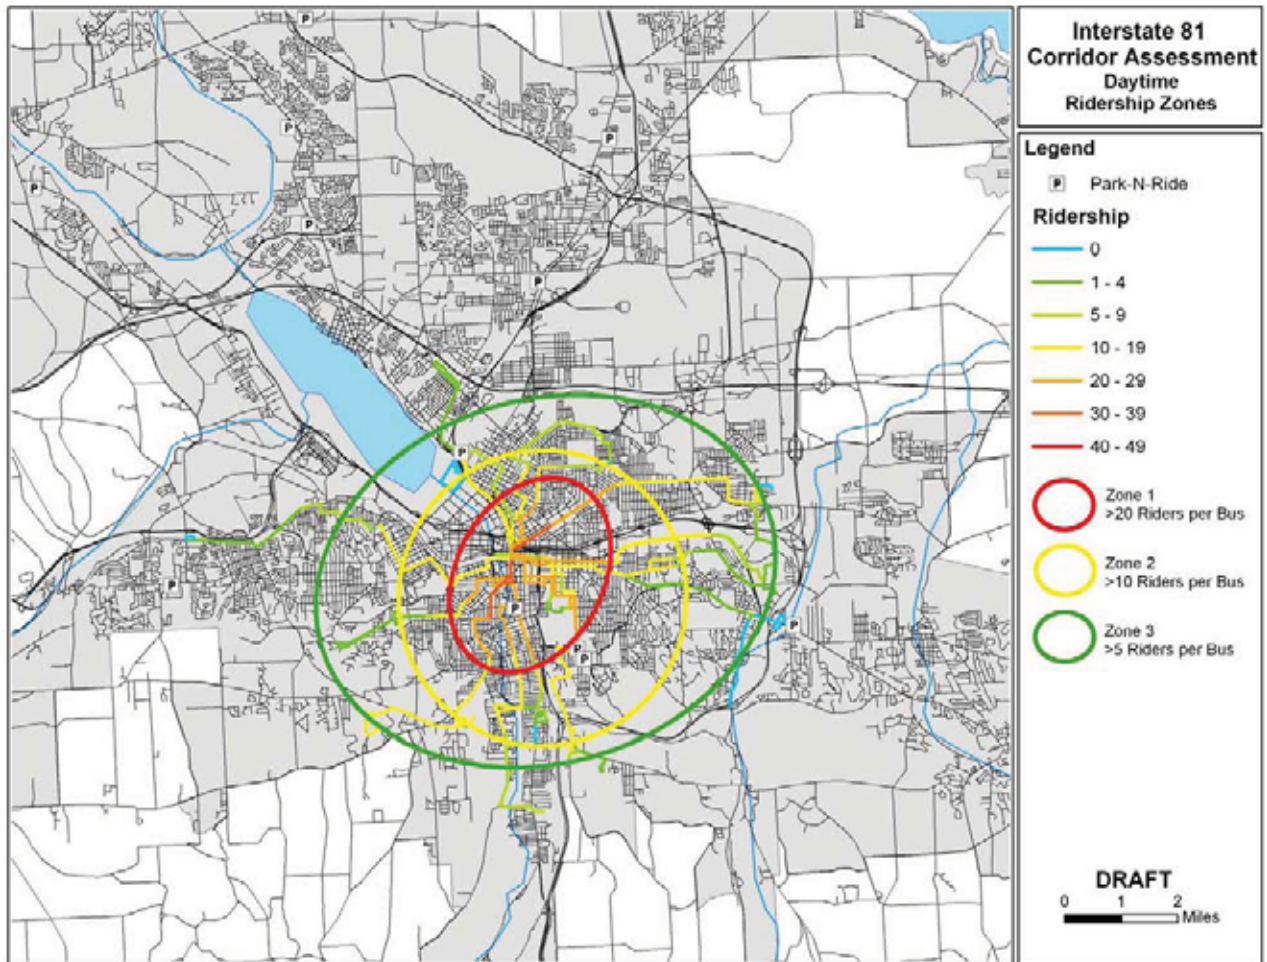 Interstate 81
Corridor Assessment
Daytime
Ridership Zones
Legend
P Park-N-Ride
Ridership
0
1 - 4
5 - 9
10 - 19
20 - 29
30 - 39
40 - 49
Zone 1
>20 Riders per Bus
Zone 2
>10 Riders per Bus
Zone 3
>5 Riders per Bus
DRAFT
0 1 2
Miles
P
P
P
P
P
P
P
P
P
P
P
P
P